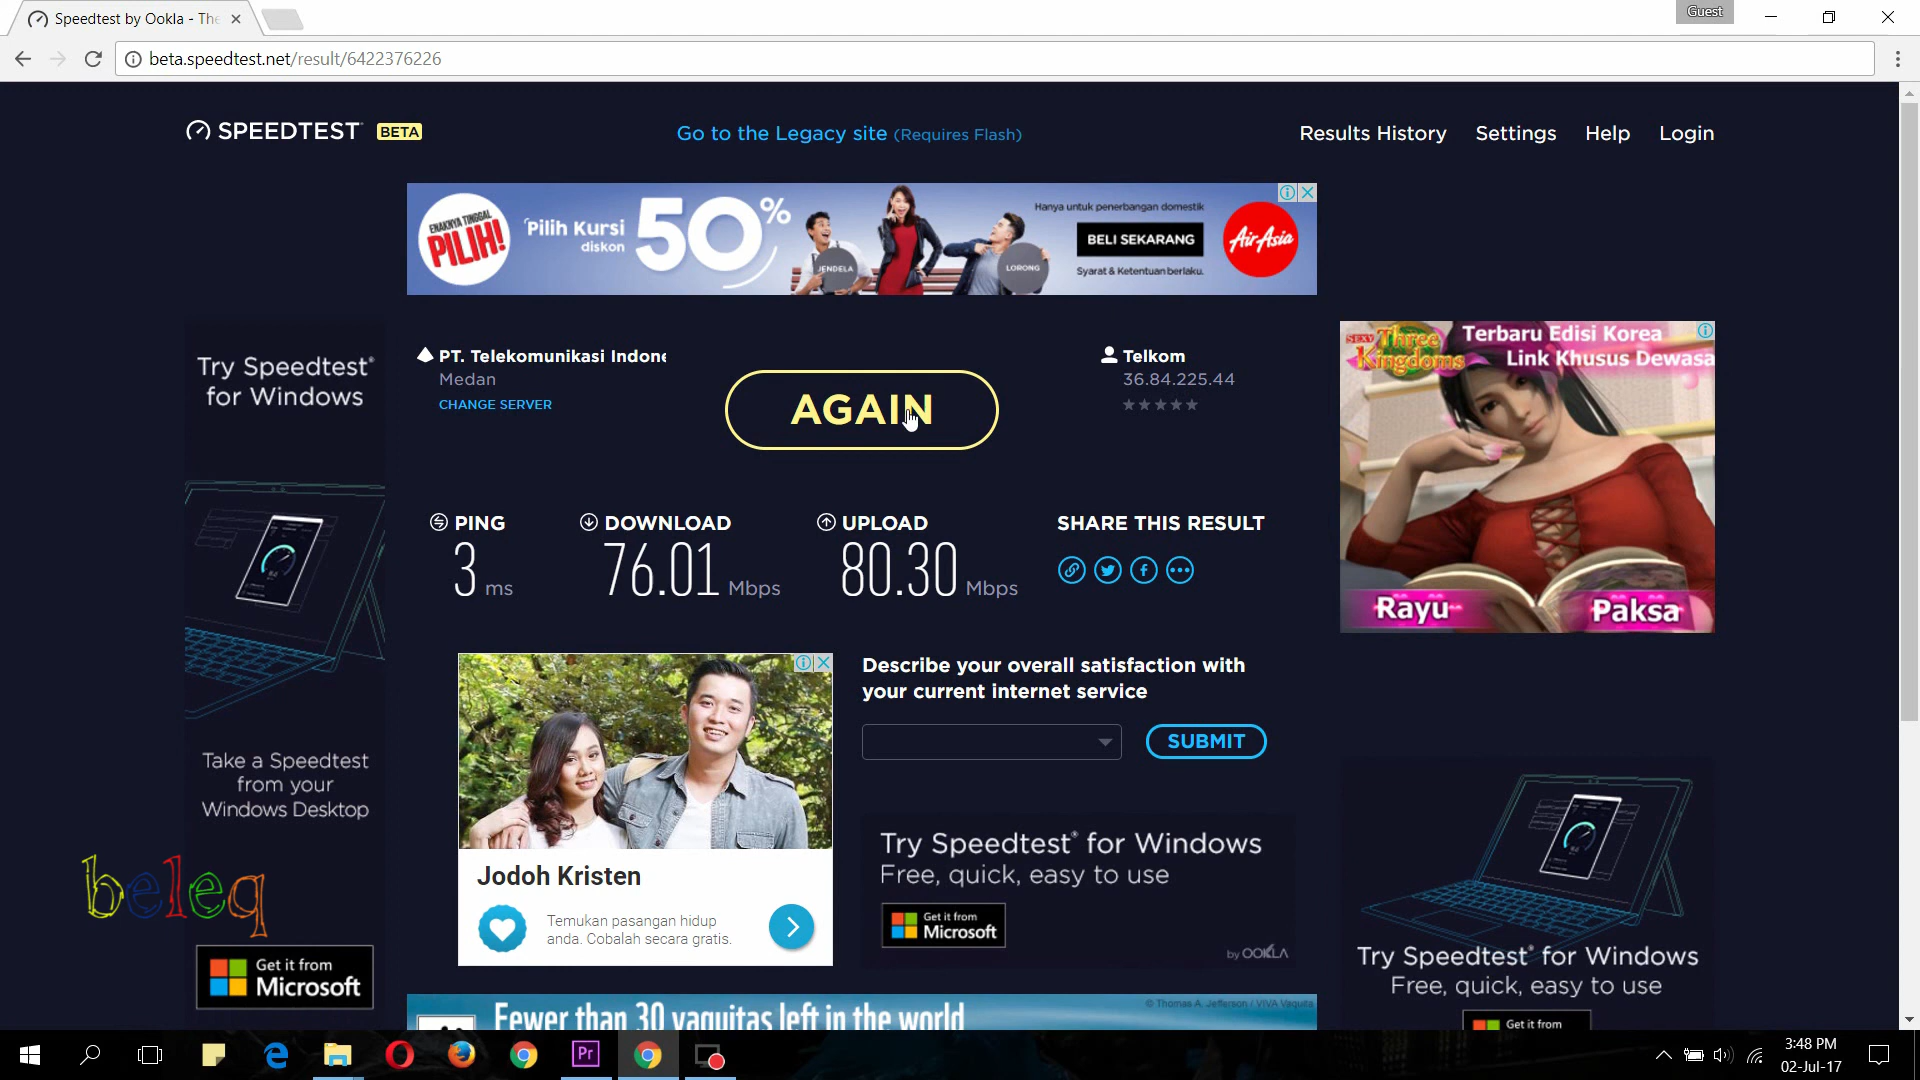 Speedtest by Ookla - The
Guest
beta.speedtest.net/result/6422376226
SPEEDTEST BETA
Go to the Legacy site (Requires Flash)
Results History Settings Help Login
ENAKNYA TINGGAL
PILIH!
Pilih Kursi
diskon
50%
JENDELA
LORONG
Hanya untuk penerbangan domestik
BELI SEKARANG
Syarat & Ketentuan berlaku.
AirAsia
Try Speedtest®
for Windows
Take a Speedtest
from your
Windows Desktop
beleq
Get it from
Microsoft
PT. Telekomunikasi Indone
Medan
CHANGE SERVER
AGAIN
Telkom
36.84.225.44
PING
3 ms
DOWNLOAD
76.01 Mbps
UPLOAD
80.30 Mbps
SHARE THIS RESULT
SEXY Three
Kingdoms
Terbaru Edisi Korea
Link Khusus Dewasa
Rayu
Paksa
Jodoh Kristen
Temukan pasangan hidup
anda. Cobalah secara gratis.
Describe your overall satisfaction with
your current internet service
SUBMIT
Try Speedtest® for Windows
Free, quick, easy to use
Get it from
Microsoft
by OOKLA
Try Speedtest® for Windows
Free, quick, easy to use
Get it from
© Thomas A. Jefferson / VIVA Vaquita
Fewer than 30 vaquitas left in the world
Pr
3:48 PM
02-Jul-17